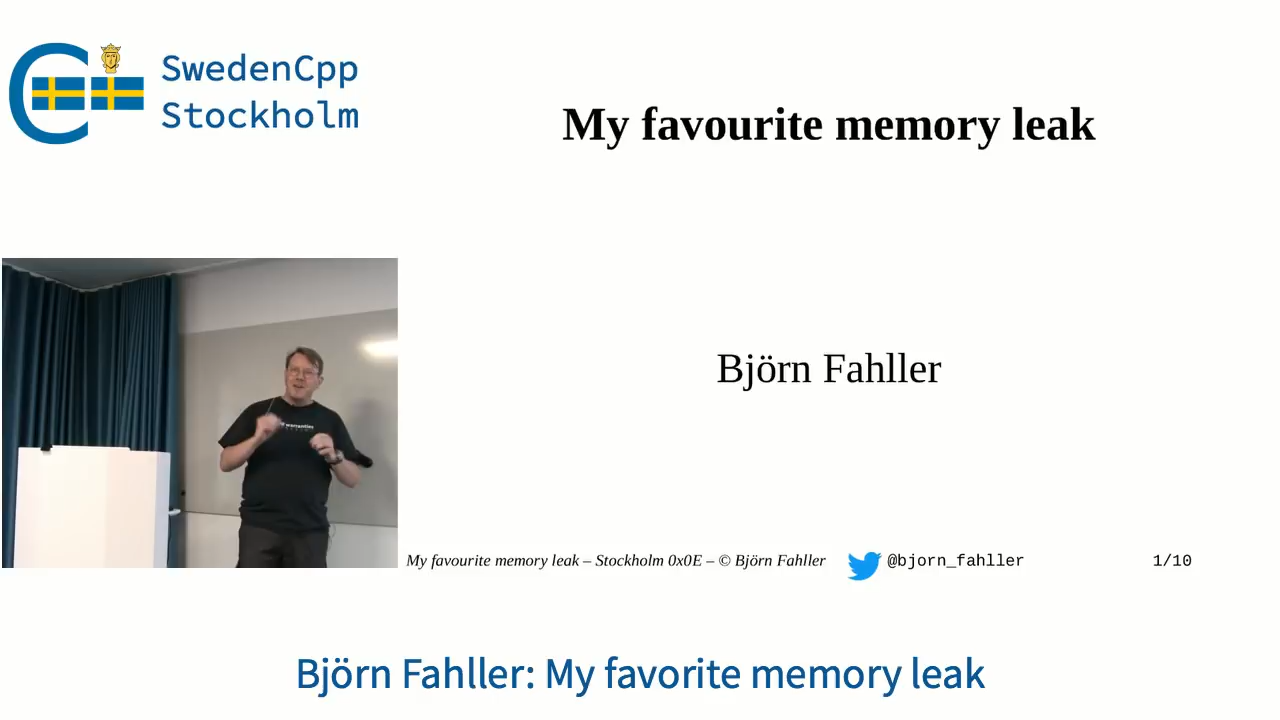 SwedenCpp
Stockholm
My favourite memory leak
Björn Fahller
warranties
My favourite memory leak – Stockholm 0x0E – © Björn Fahller
@bjorn_fahller
1/10
Björn Fahller: My favorite memory leak